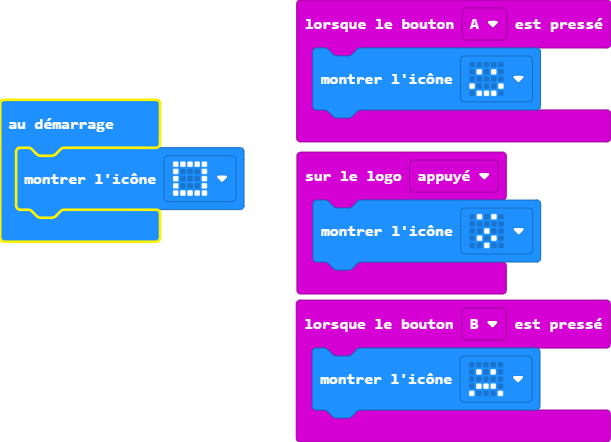 au démarrage
montrer l'icône
lorsque le bouton A est pressé
montrer l'icône
sur le logo appuyé
montrer l'icône
lorsque le bouton B est pressé
montrer l'icône